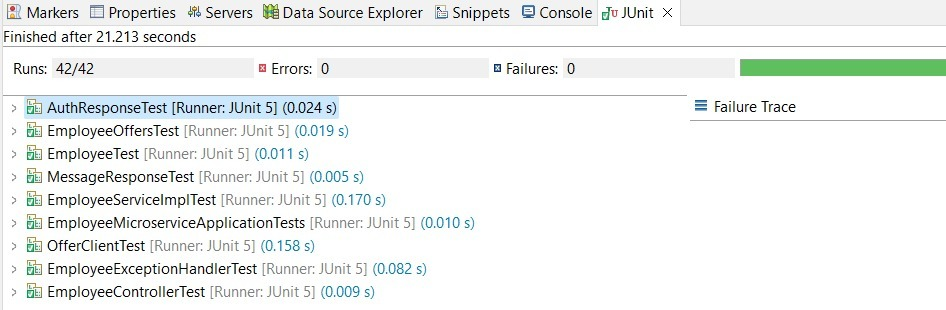 Markers Properties Servers Data Source Explorer Snippets Console JUnit
Finished after 21.213 seconds
Runs: 42/42 Errors: 0 Failures: 0
AuthResponseTest [Runner: JUnit 5] (0.024 s)
Failure Trace
EmployeeOffersTest [Runner: JUnit 5] (0.019 s)
EmployeeTest [Runner: JUnit 5] (0.011 s)
MessageResponseTest [Runner: JUnit 5] (0.005 s)
EmployeeServiceImplTest [Runner: JUnit 5] (0.170 s)
EmployeeMicroserviceApplicationTests [Runner: JUnit 5] (0.010 s)
OfferClientTest [Runner: JUnit 5] (0.158 s)
EmployeeExceptionHandlerTest [Runner: JUnit 5] (0.082 s)
EmployeeControllerTest [Runner: JUnit 5] (0.009 s)